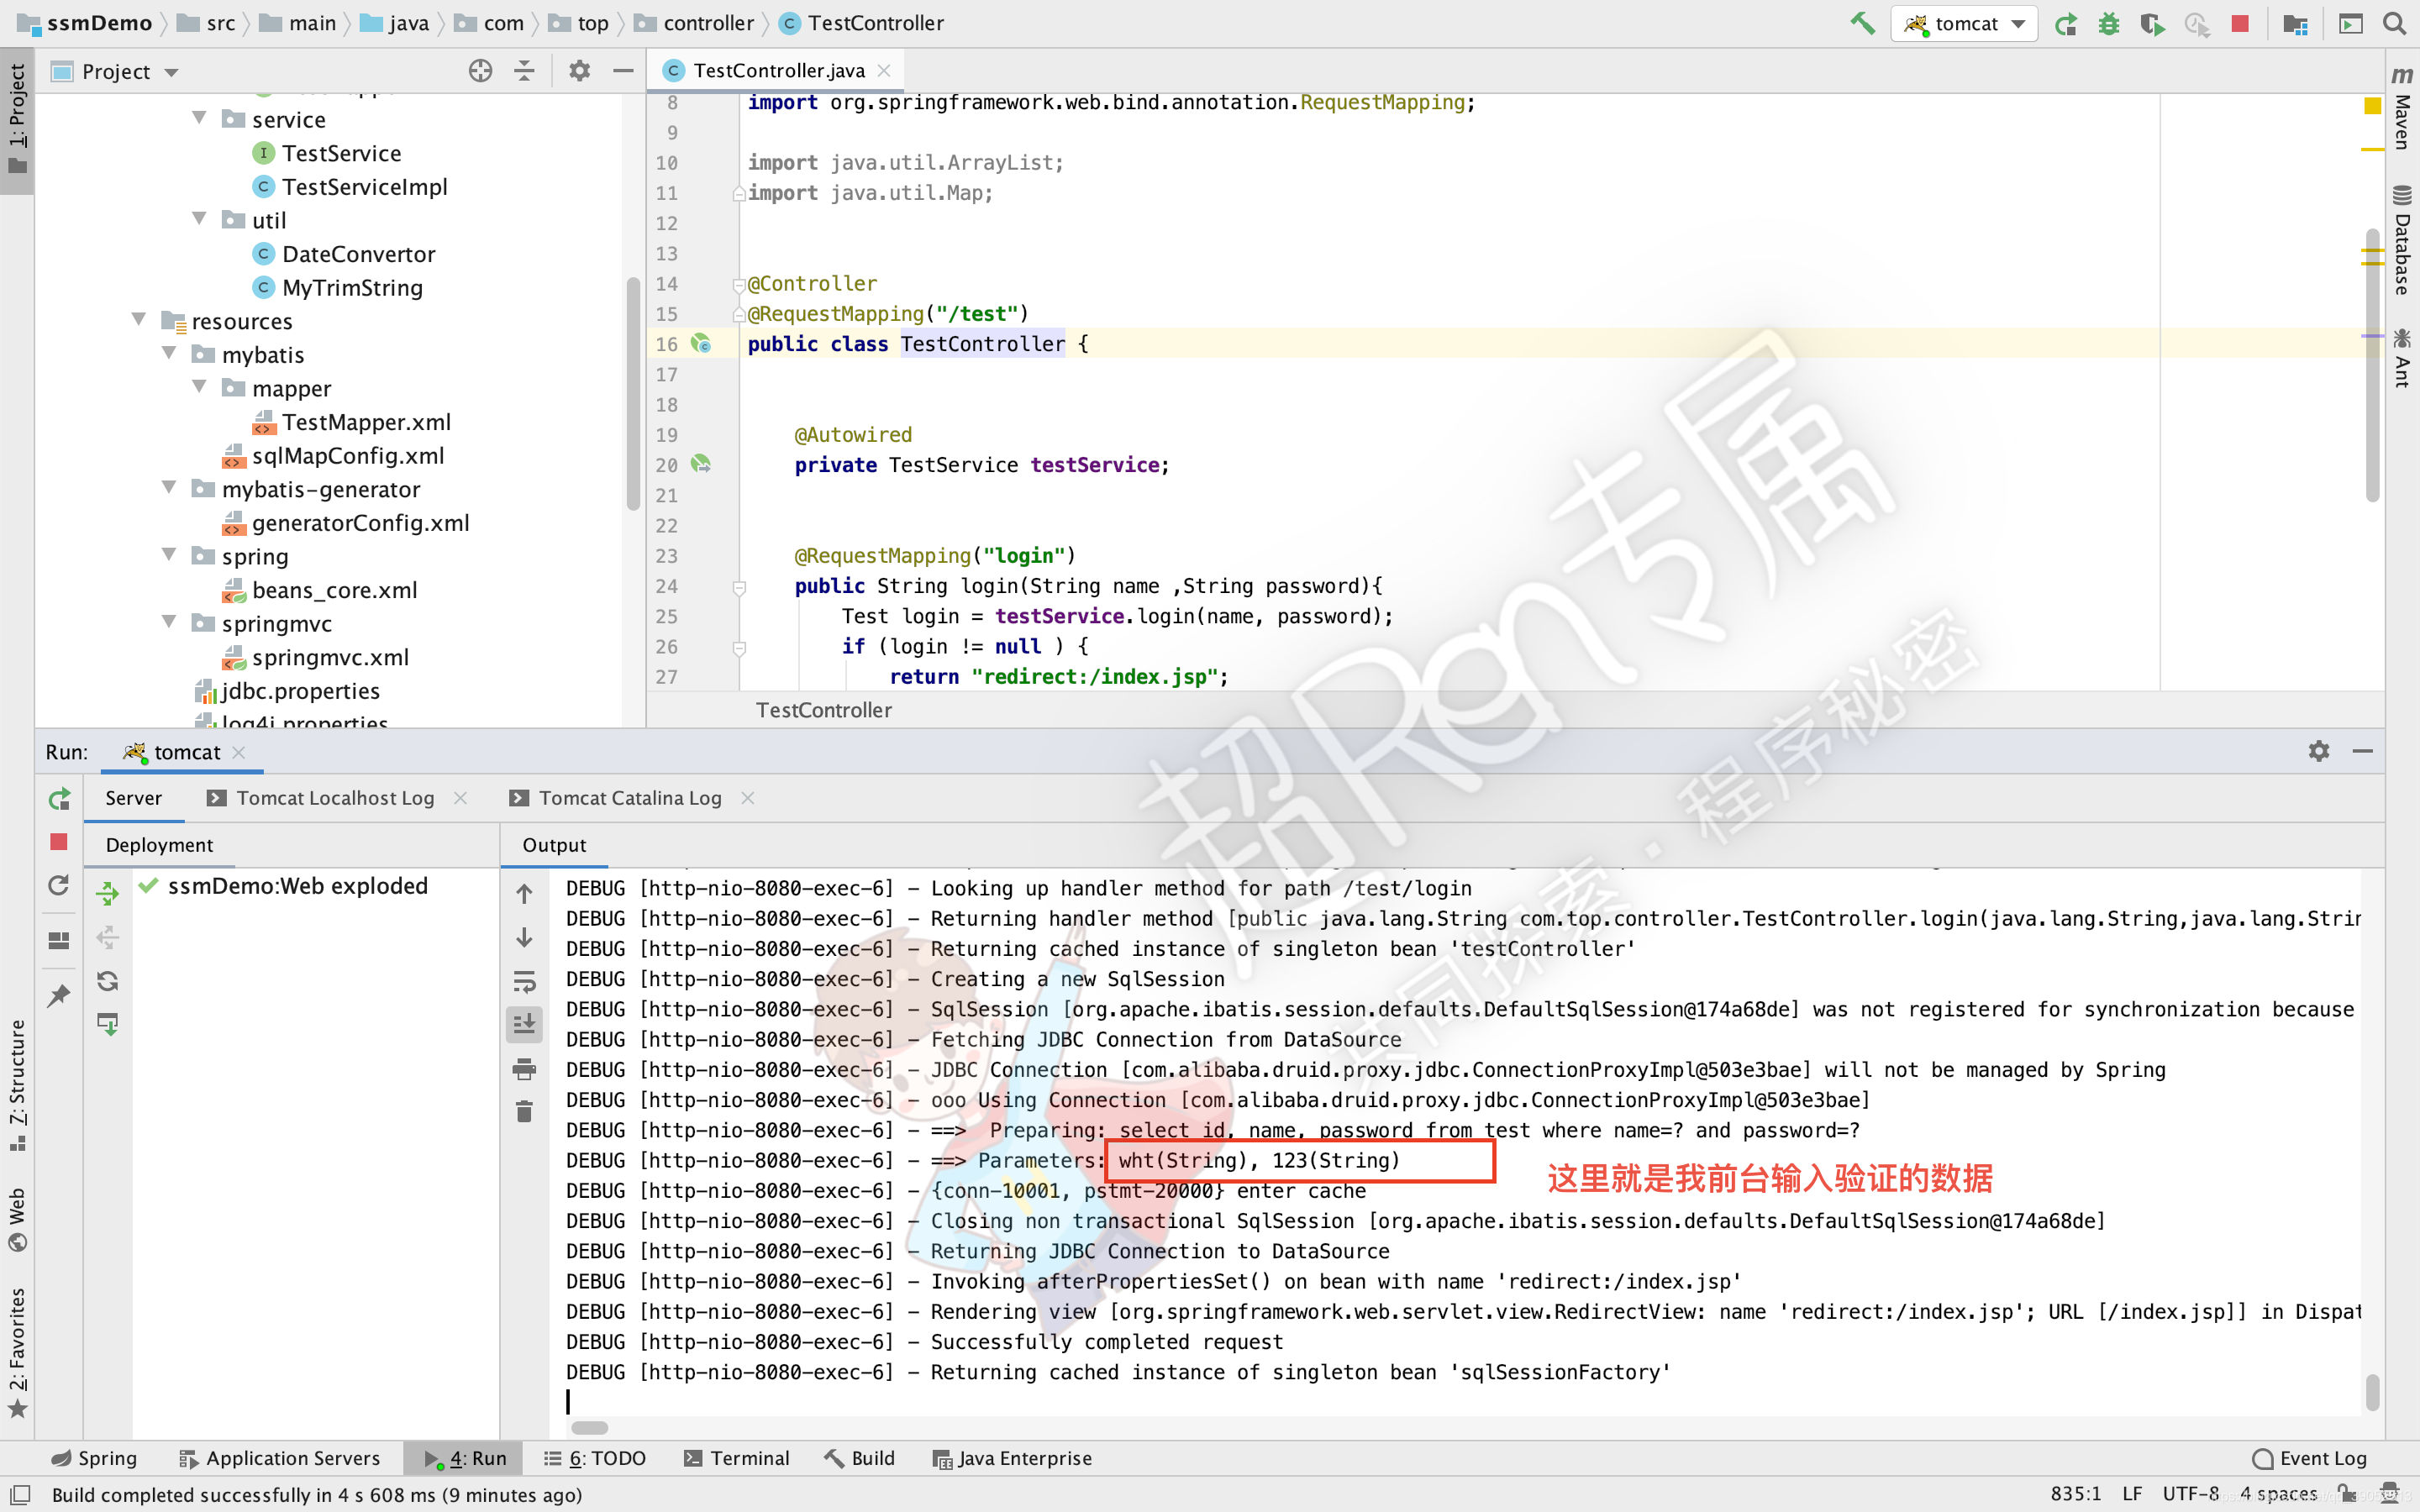 ssmDemo src main java com top controller TestController
tomcat
Project
TestController.java
1: Project
service
TestService
TestServiceImpl
util
DateConvertor
MyTrimString
resources
mybatis
mapper
TestMapper.xml
sqlMapConfig.xml
mybatis-generator
generatorConfig.xml
spring
beans_core.xml
springmvc
springmvc.xml
jdbc.properties
log4j.properties
8 import org.springframework.web.bind.annotation.RequestMapping;
9
10 import java.util.ArrayList;
11 import java.util.Map;
12
13
14 @Controller
15 @RequestMapping("/test")
16 public class TestController {
17
18
19 @Autowired
20 private TestService testService;
21
22
23 @RequestMapping("login")
24 public String login(String name ,String password){
25 Test login = testService.login(name, password);
26 if (login != null ) {
27 return "redirect:/index.jsp";
TestController
Maven
Database
Ant
超Ran专属
共同探索·程序秘密
Run: tomcat
Server Tomcat Localhost Log Tomcat Catalina Log
Deployment Output
ssmDemo:Web exploded
DEBUG [http-nio-8080-exec-6] - Looking up handler method for path /test/login
DEBUG [http-nio-8080-exec-6] - Returning handler method [public java.lang.String com.top.controller.TestController.login(java.lang.String,java.lang.Strin
DEBUG [http-nio-8080-exec-6] - Returning cached instance of singleton bean 'testController'
DEBUG [http-nio-8080-exec-6] - Creating a new SqlSession
DEBUG [http-nio-8080-exec-6] - SqlSession [org.apache.ibatis.session.defaults.DefaultSqlSession@174a68de] was not registered for synchronization because
DEBUG [http-nio-8080-exec-6] - Fetching JDBC Connection from DataSource
DEBUG [http-nio-8080-exec-6] - JDBC Connection [com.alibaba.druid.proxy.jdbc.ConnectionProxyImpl@503e3bae] will not be managed by Spring
DEBUG [http-nio-8080-exec-6] - ooo Using Connection [com.alibaba.druid.proxy.jdbc.ConnectionProxyImpl@503e3bae]
DEBUG [http-nio-8080-exec-6] - ==>  Preparing: select id, name, password from test where name=? and password=?
DEBUG [http-nio-8080-exec-6] - ==> Parameters: wht(String), 123(String)
这里就是我前台输入验证的数据
DEBUG [http-nio-8080-exec-6] - {conn-10001, pstmt-20000} enter cache
DEBUG [http-nio-8080-exec-6] - Closing non transactional SqlSession [org.apache.ibatis.session.defaults.DefaultSqlSession@174a68de]
DEBUG [http-nio-8080-exec-6] - Returning JDBC Connection to DataSource
DEBUG [http-nio-8080-exec-6] - Invoking afterPropertiesSet() on bean with name 'redirect:/index.jsp'
DEBUG [http-nio-8080-exec-6] - Rendering view [org.springframework.web.servlet.view.RedirectView: name 'redirect:/index.jsp'; URL [/index.jsp]] in Dispat
DEBUG [http-nio-8080-exec-6] - Successfully completed request
DEBUG [http-nio-8080-exec-6] - Returning cached instance of singleton bean 'sqlSessionFactory'
7: Structure
Web
2: Favorites
Spring Application Servers 4: Run 6: TODO Terminal Build Java Enterprise Event Log
Build completed successfully in 4 s 608 ms (9 minutes ago) 835:1 LF UTF-8 4 spaces